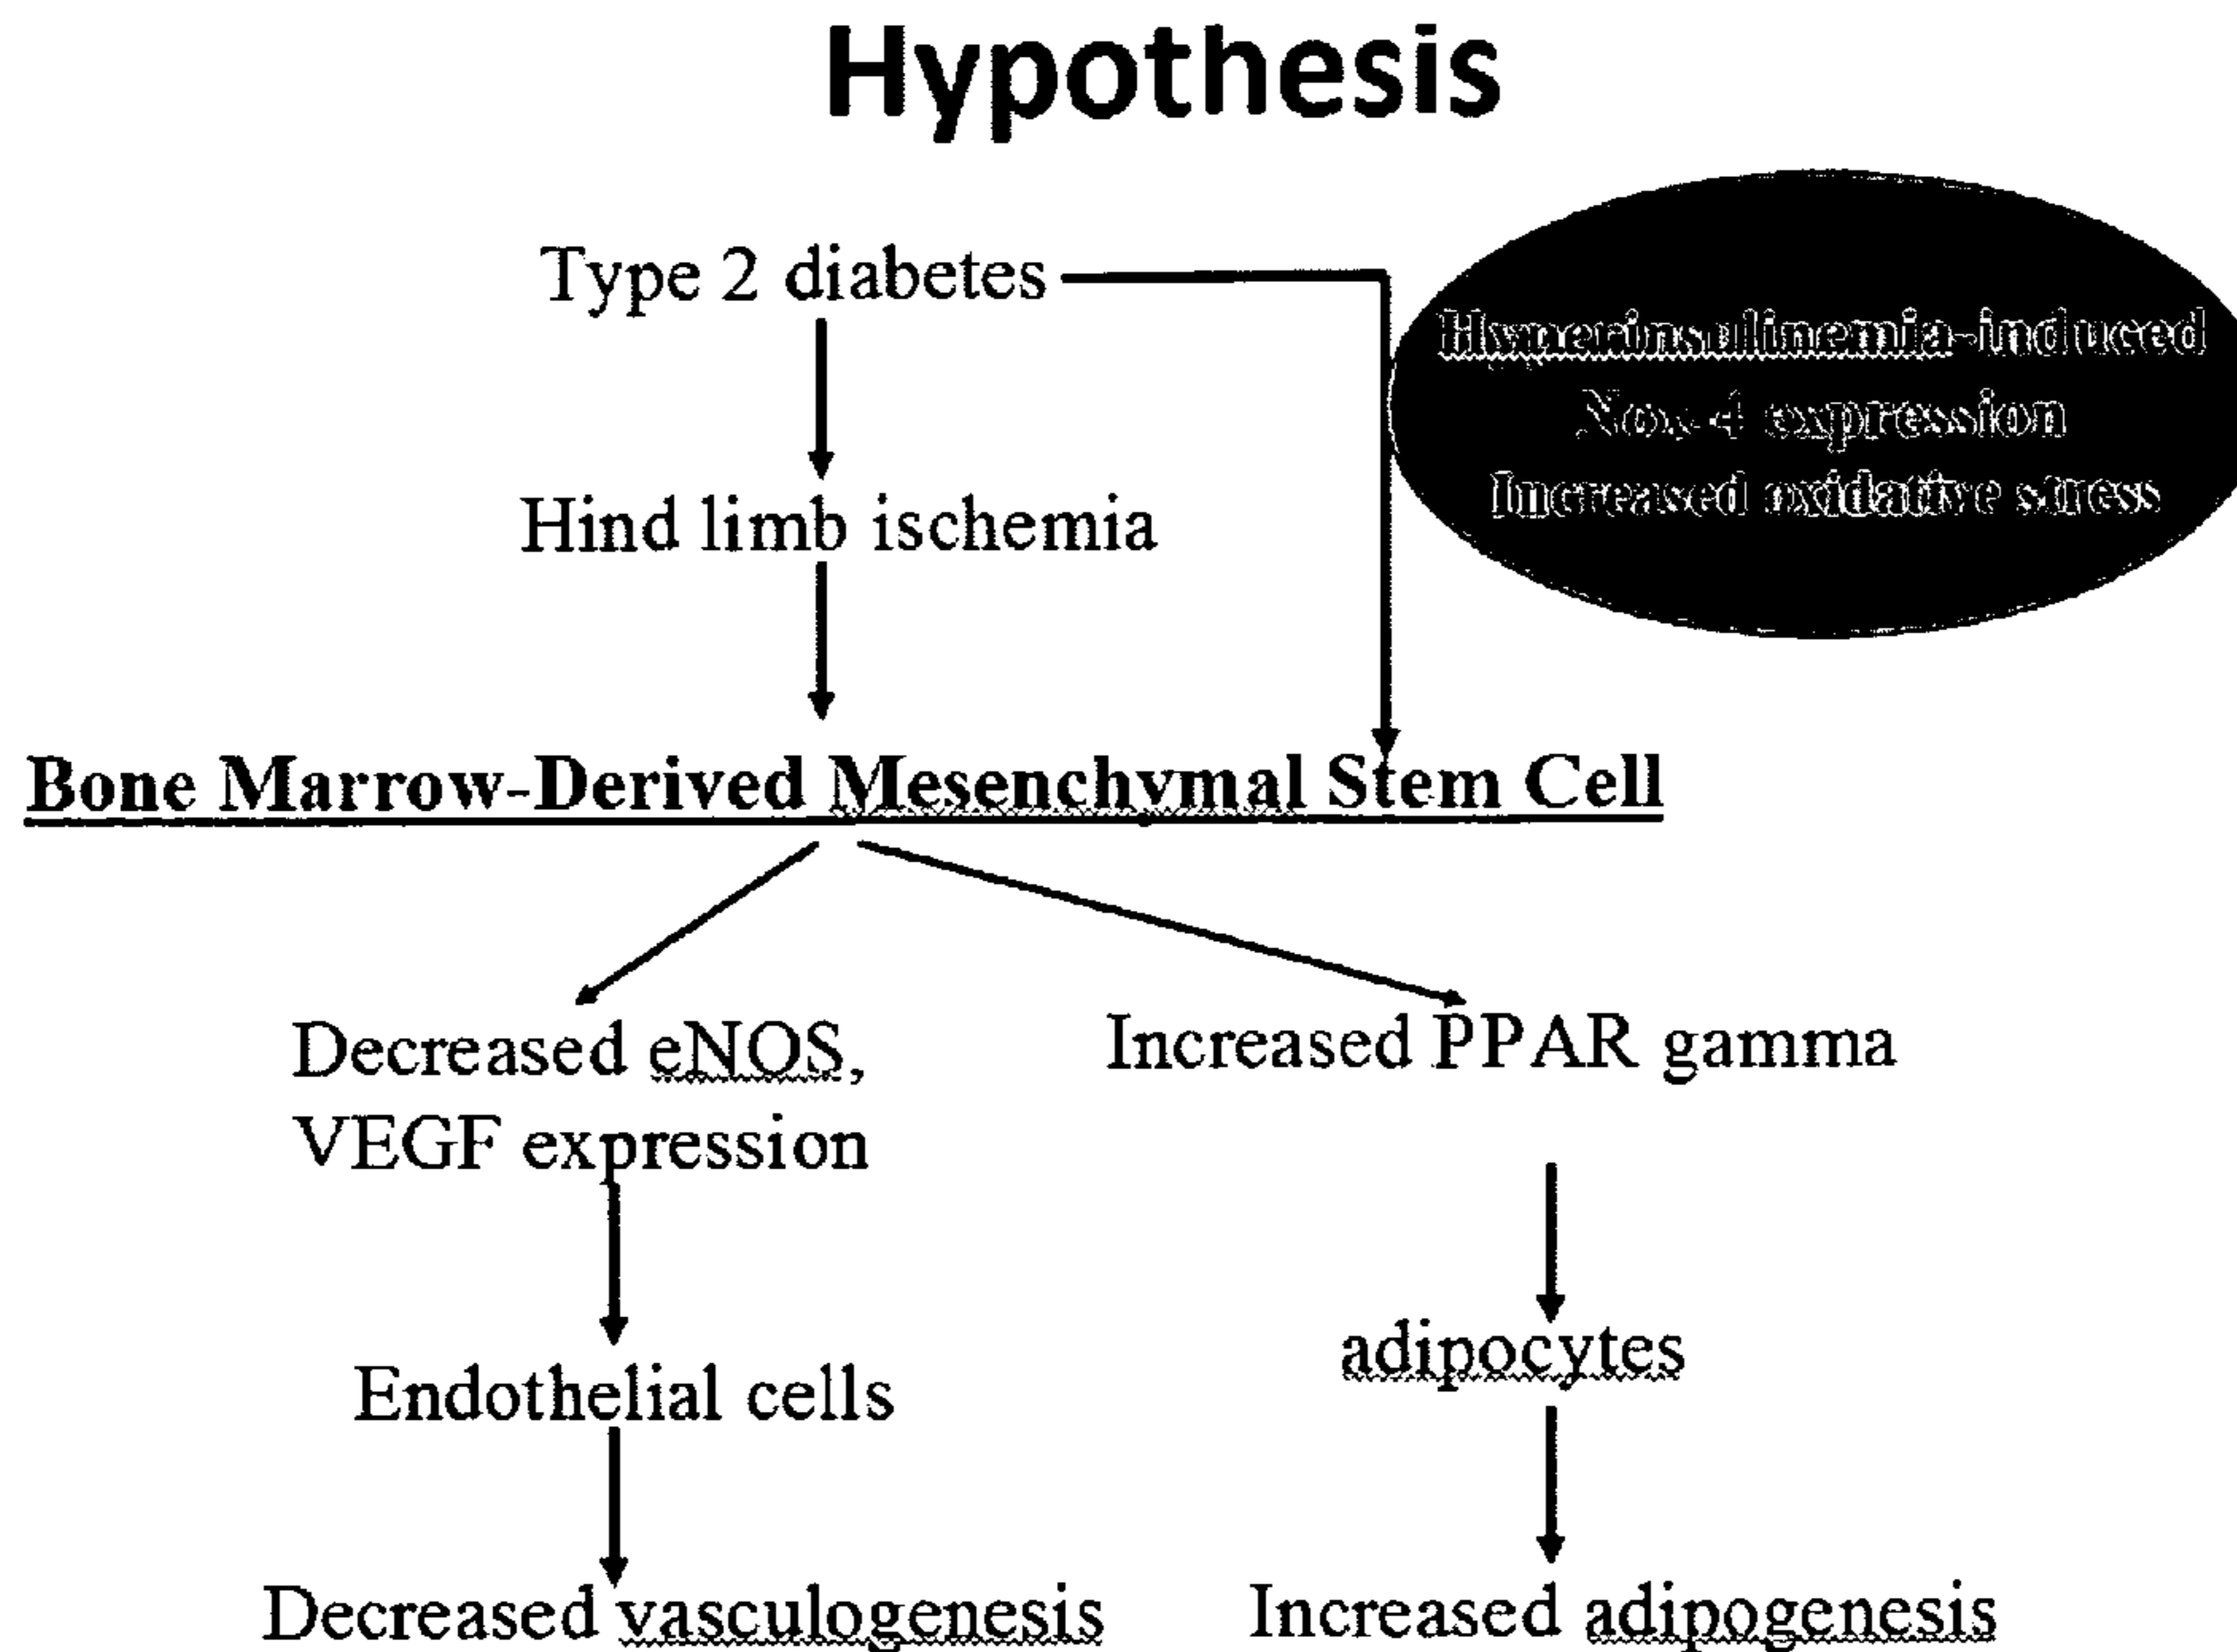 Hypothesis
Type 2 diabetes
Hyperinsulinemia-induced
Nox-4 expression
Increased oxidative stress
Hind limb ischemia
Bone Marrow-Derived Mesenchymal Stem Cell
Decreased eNOS,
VEGF expression
Increased PPAR gamma
Endothelial cells
adipocytes
Decreased vasculogenesis
Increased adipogenesis